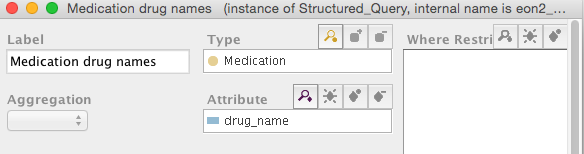 Medication drug names (instance of Structured_Query, internal name is eon2_...
Label
Type
Where Restri
Medication drug names
Medication
Aggregation
Attribute
drug_name